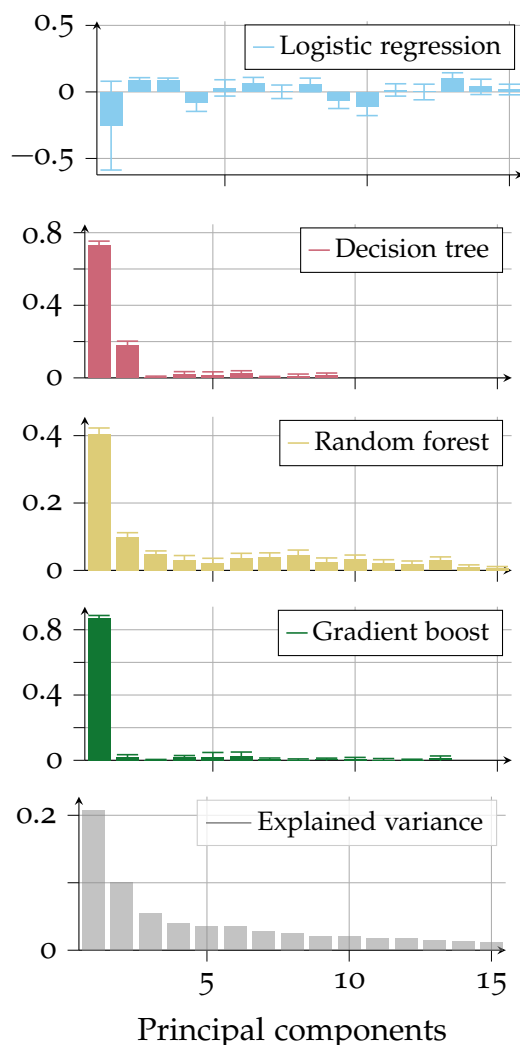 0.5
Logistic regression
0
−0.5
0.8
Decision tree
0.4
0
0.4
Random forest
0.2
0
0.8
Gradient boost
0.4
0
0.2
Explained variance
0
5 10 15
Principal components